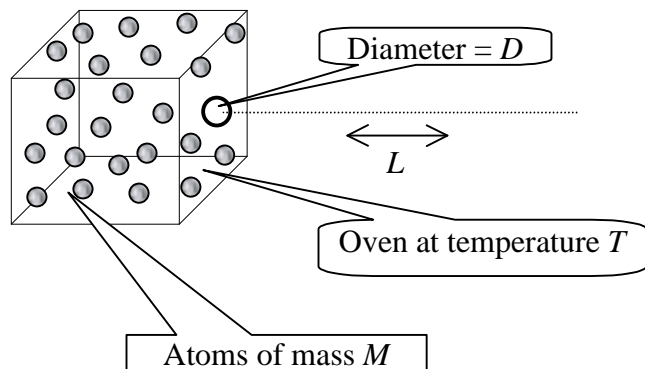 Diameter = D
L
Oven at temperature T
Atoms of mass M